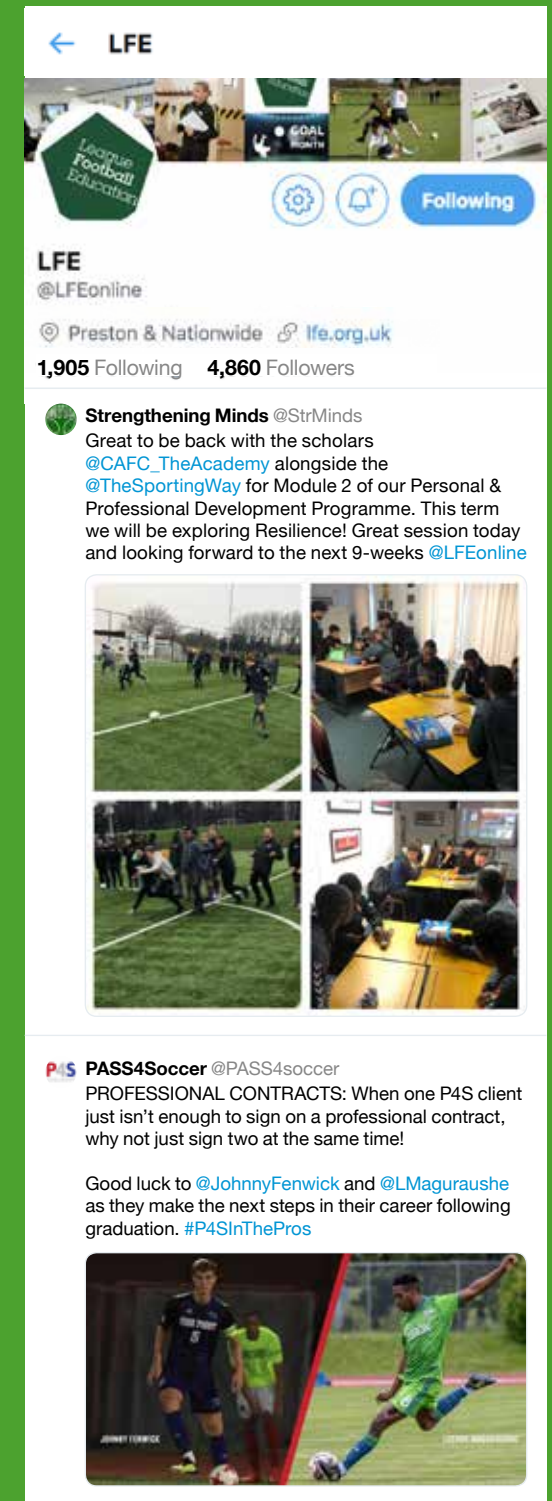 LFE
League
Football
Education
GOAL
MONTH
Following
LFE
@LFEonline
Preston & Nationwide lfe.org.uk
1,905 Following 4,860 Followers
Strengthening Minds @StrMinds
Great to be back with the scholars
@CAFC_TheAcademy alongside the
@TheSportingWay for Module 2 of our Personal &
Professional Development Programme. This term
we will be exploring Resilience! Great session today
and looking forward to the next 9-weeks @LFEonline
P4S PASS4Soccer @PASS4soccer
PROFESSIONAL CONTRACTS: When one P4S client
just isn’t enough to sign on a professional contract,
why not just sign two at the same time!
Good luck to @JohnnyFenwick and @LMaguraushe
as they make the next steps in their career following
graduation. #P4SInThePros
5
JOHNNY FENWICK